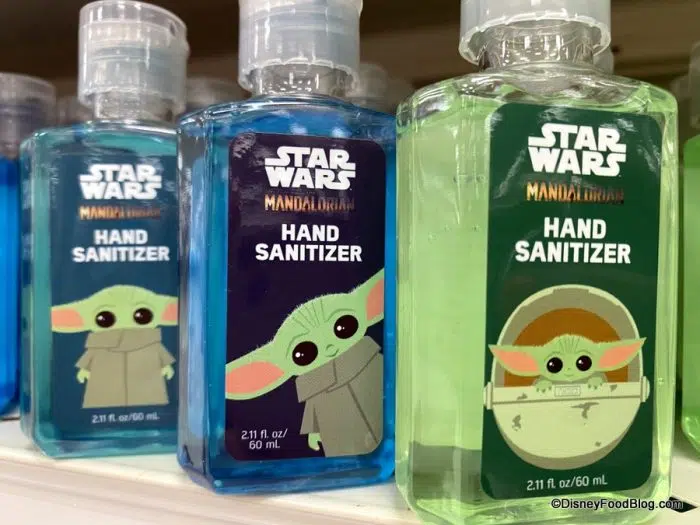 STAR
WARS
MANDALORIAN
HAND
SANITIZER
2.11 fl. oz/60 mL
STAR
WARS
MANDALORIAN
HAND
SANITIZER
2.11 fl. oz/
60 mL
STAR
WARS
MANDALORIAN
HAND
SANITIZER
2.11 fl. oz/60 mL
©DisneyFoodBlog.com